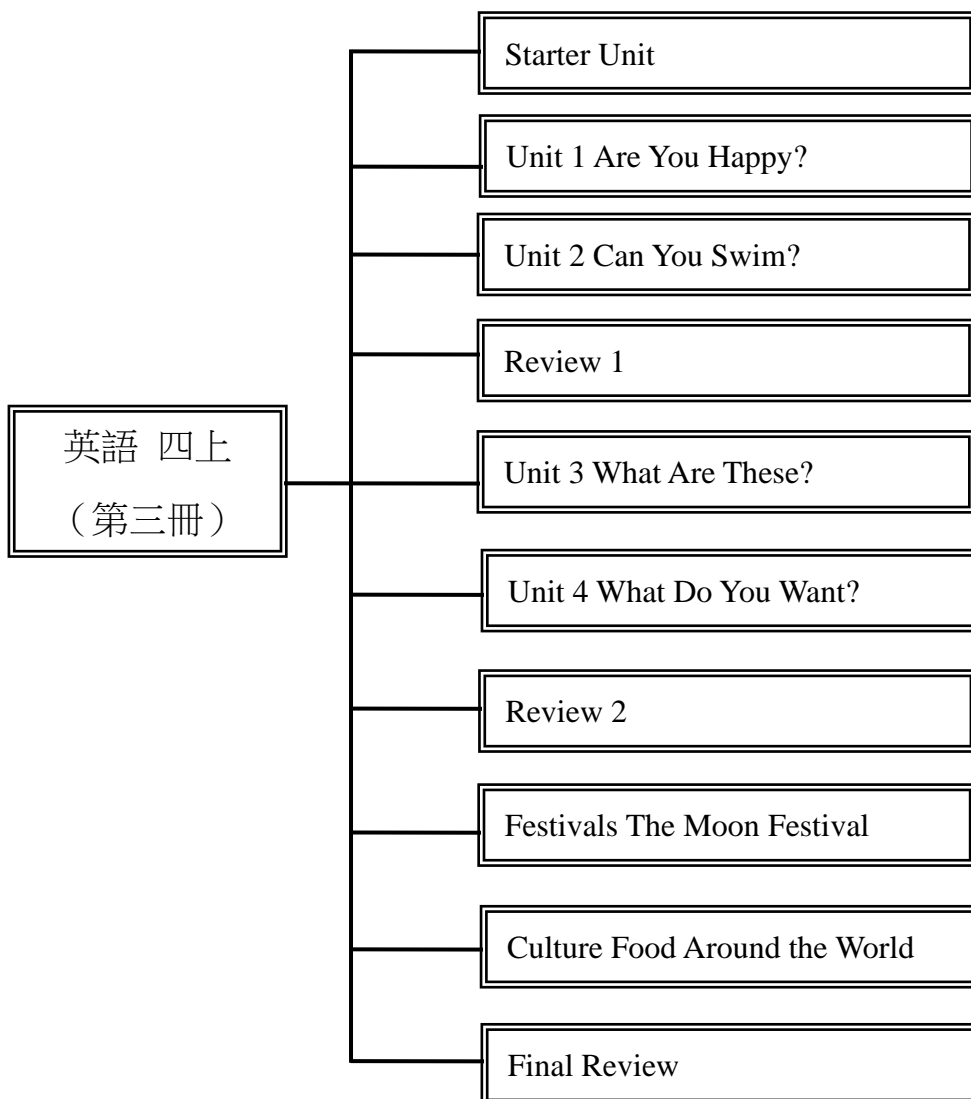 英語 四上
（第三冊）
Starter Unit
Unit 1 Are You Happy?
Unit 2 Can You Swim?
Review 1
Unit 3 What Are These?
Unit 4 What Do You Want?
Review 2
Festivals The Moon Festival
Culture Food Around the World
Final Review